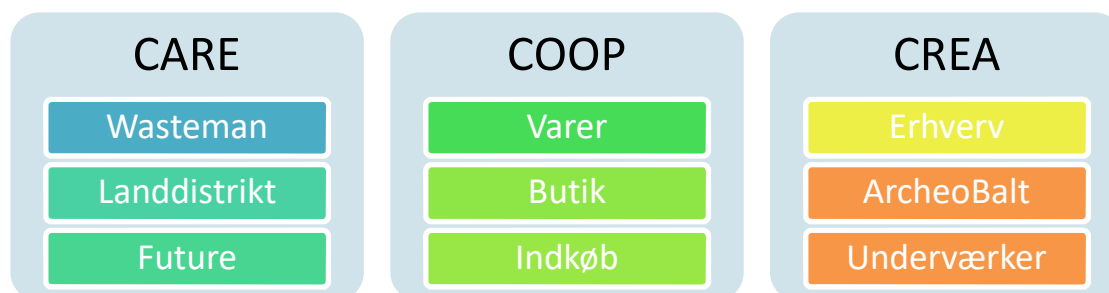 CARE
Wasteman
Landdistrikt
Future
COOP
Varer
Butik
Indkøb
CREA
Erhverv
ArcheoBalt
Underværker